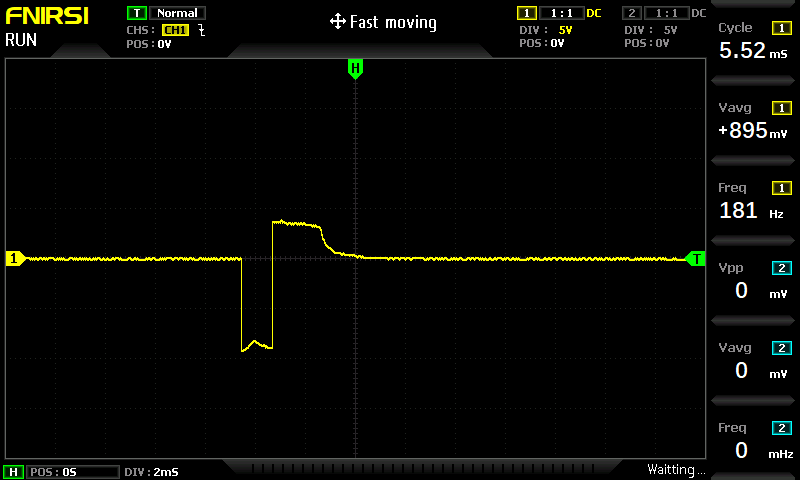 FNIRSI
RUN
T Normal
CHS: CH1
POS: 0V
Fast moving
1 1:1 DC
DIV: 5V
POS: 0V
2 1:1 DC
DIV: 5V
POS: 0V
H
1
T
Cycle 1
5.52 mS
Vavg 1
+895 mV
Freq 1
181 Hz
Vpp 2
0 mV
Vavg 2
0 mV
Freq 2
0 mHz
H POS: 0S DIV: 2mS
Waitting...